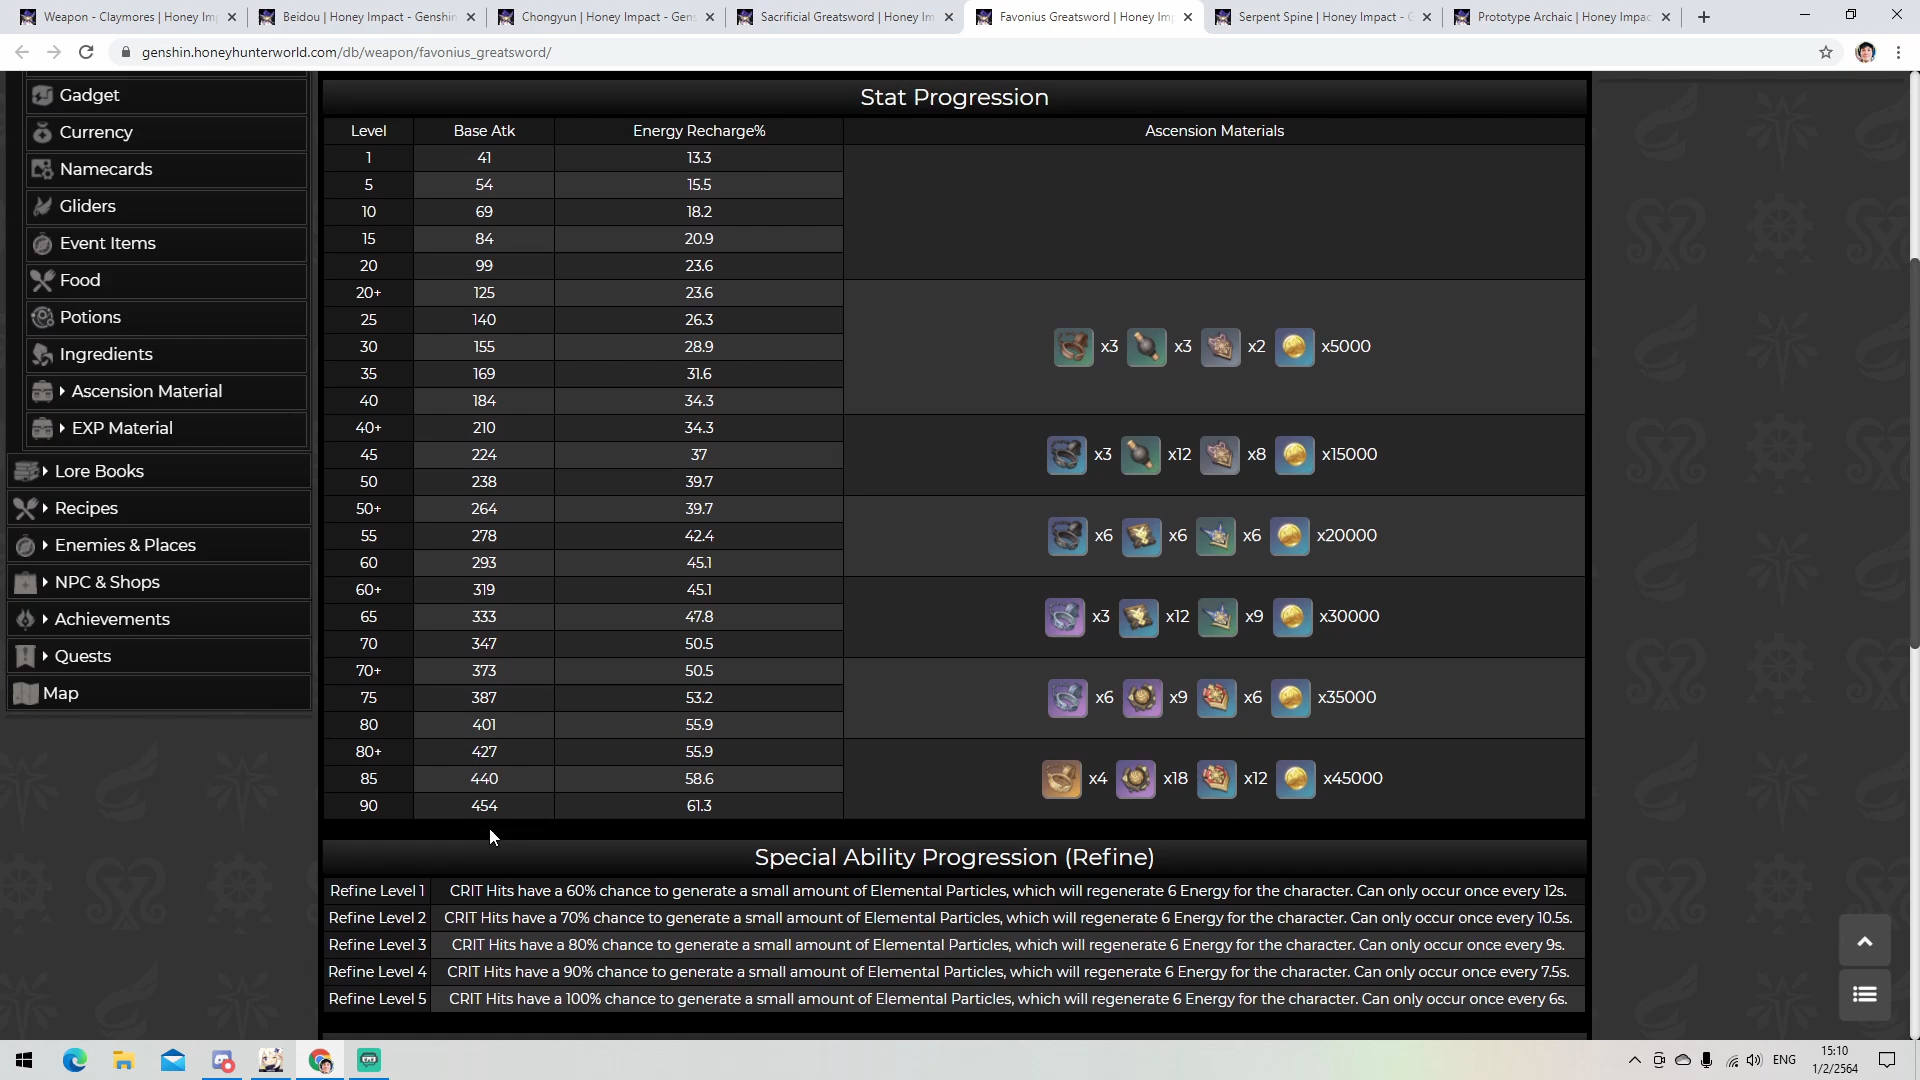 Weapon - Claymores | Honey Im
Beidou | Honey Impact - Genshin
Chongyun | Honey Impact - Gens
Sacrificial Greatsword | Honey Im
Favonius Greatsword | Honey Imp
Serpent Spine | Honey Impact - G
Prototype Archaic | Honey Impac
genshin.honeyhunterworld.com/db/weapon/favonius_greatsword/
Gadget
Currency
Namecards
Gliders
Event Items
Food
Potions
Ingredients
Ascension Material
EXP Material
Lore Books
Recipes
Enemies & Places
NPC & Shops
Achievements
Quests
Map
Stat Progression
Level Base Atk Energy Recharge% Ascension Materials
1 41 13.3
5 54 15.5
10 69 18.2
15 84 20.9
20 99 23.6
20+ 125 23.6
25 140 26.3
30 155 28.9
x3 x3 x2 x5000
35 169 31.6
40 184 34.3
40+ 210 34.3
45 224 37
x3 x12 x8 x15000
50 238 39.7
50+ 264 39.7
55 278 42.4
x6 x6 x6 x20000
60 293 45.1
60+ 319 45.1
65 333 47.8
x3 x12 x9 x30000
70 347 50.5
70+ 373 50.5
75 387 53.2
x6 x9 x6 x35000
80 401 55.9
80+ 427 55.9
85 440 58.6
x4 x18 x12 x45000
90 454 61.3
Special Ability Progression (Refine)
Refine Level 1 CRIT Hits have a 60% chance to generate a small amount of Elemental Particles, which will regenerate 6 Energy for the character. Can only occur once every 12s.
Refine Level 2 CRIT Hits have a 70% chance to generate a small amount of Elemental Particles, which will regenerate 6 Energy for the character. Can only occur once every 10.5s.
Refine Level 3 CRIT Hits have a 80% chance to generate a small amount of Elemental Particles, which will regenerate 6 Energy for the character. Can only occur once every 9s.
Refine Level 4 CRIT Hits have a 90% chance to generate a small amount of Elemental Particles, which will regenerate 6 Energy for the character. Can only occur once every 7.5s.
Refine Level 5 CRIT Hits have a 100% chance to generate a small amount of Elemental Particles, which will regenerate 6 Energy for the character. Can only occur once every 6s.
ENG
15:10
1/2/2564